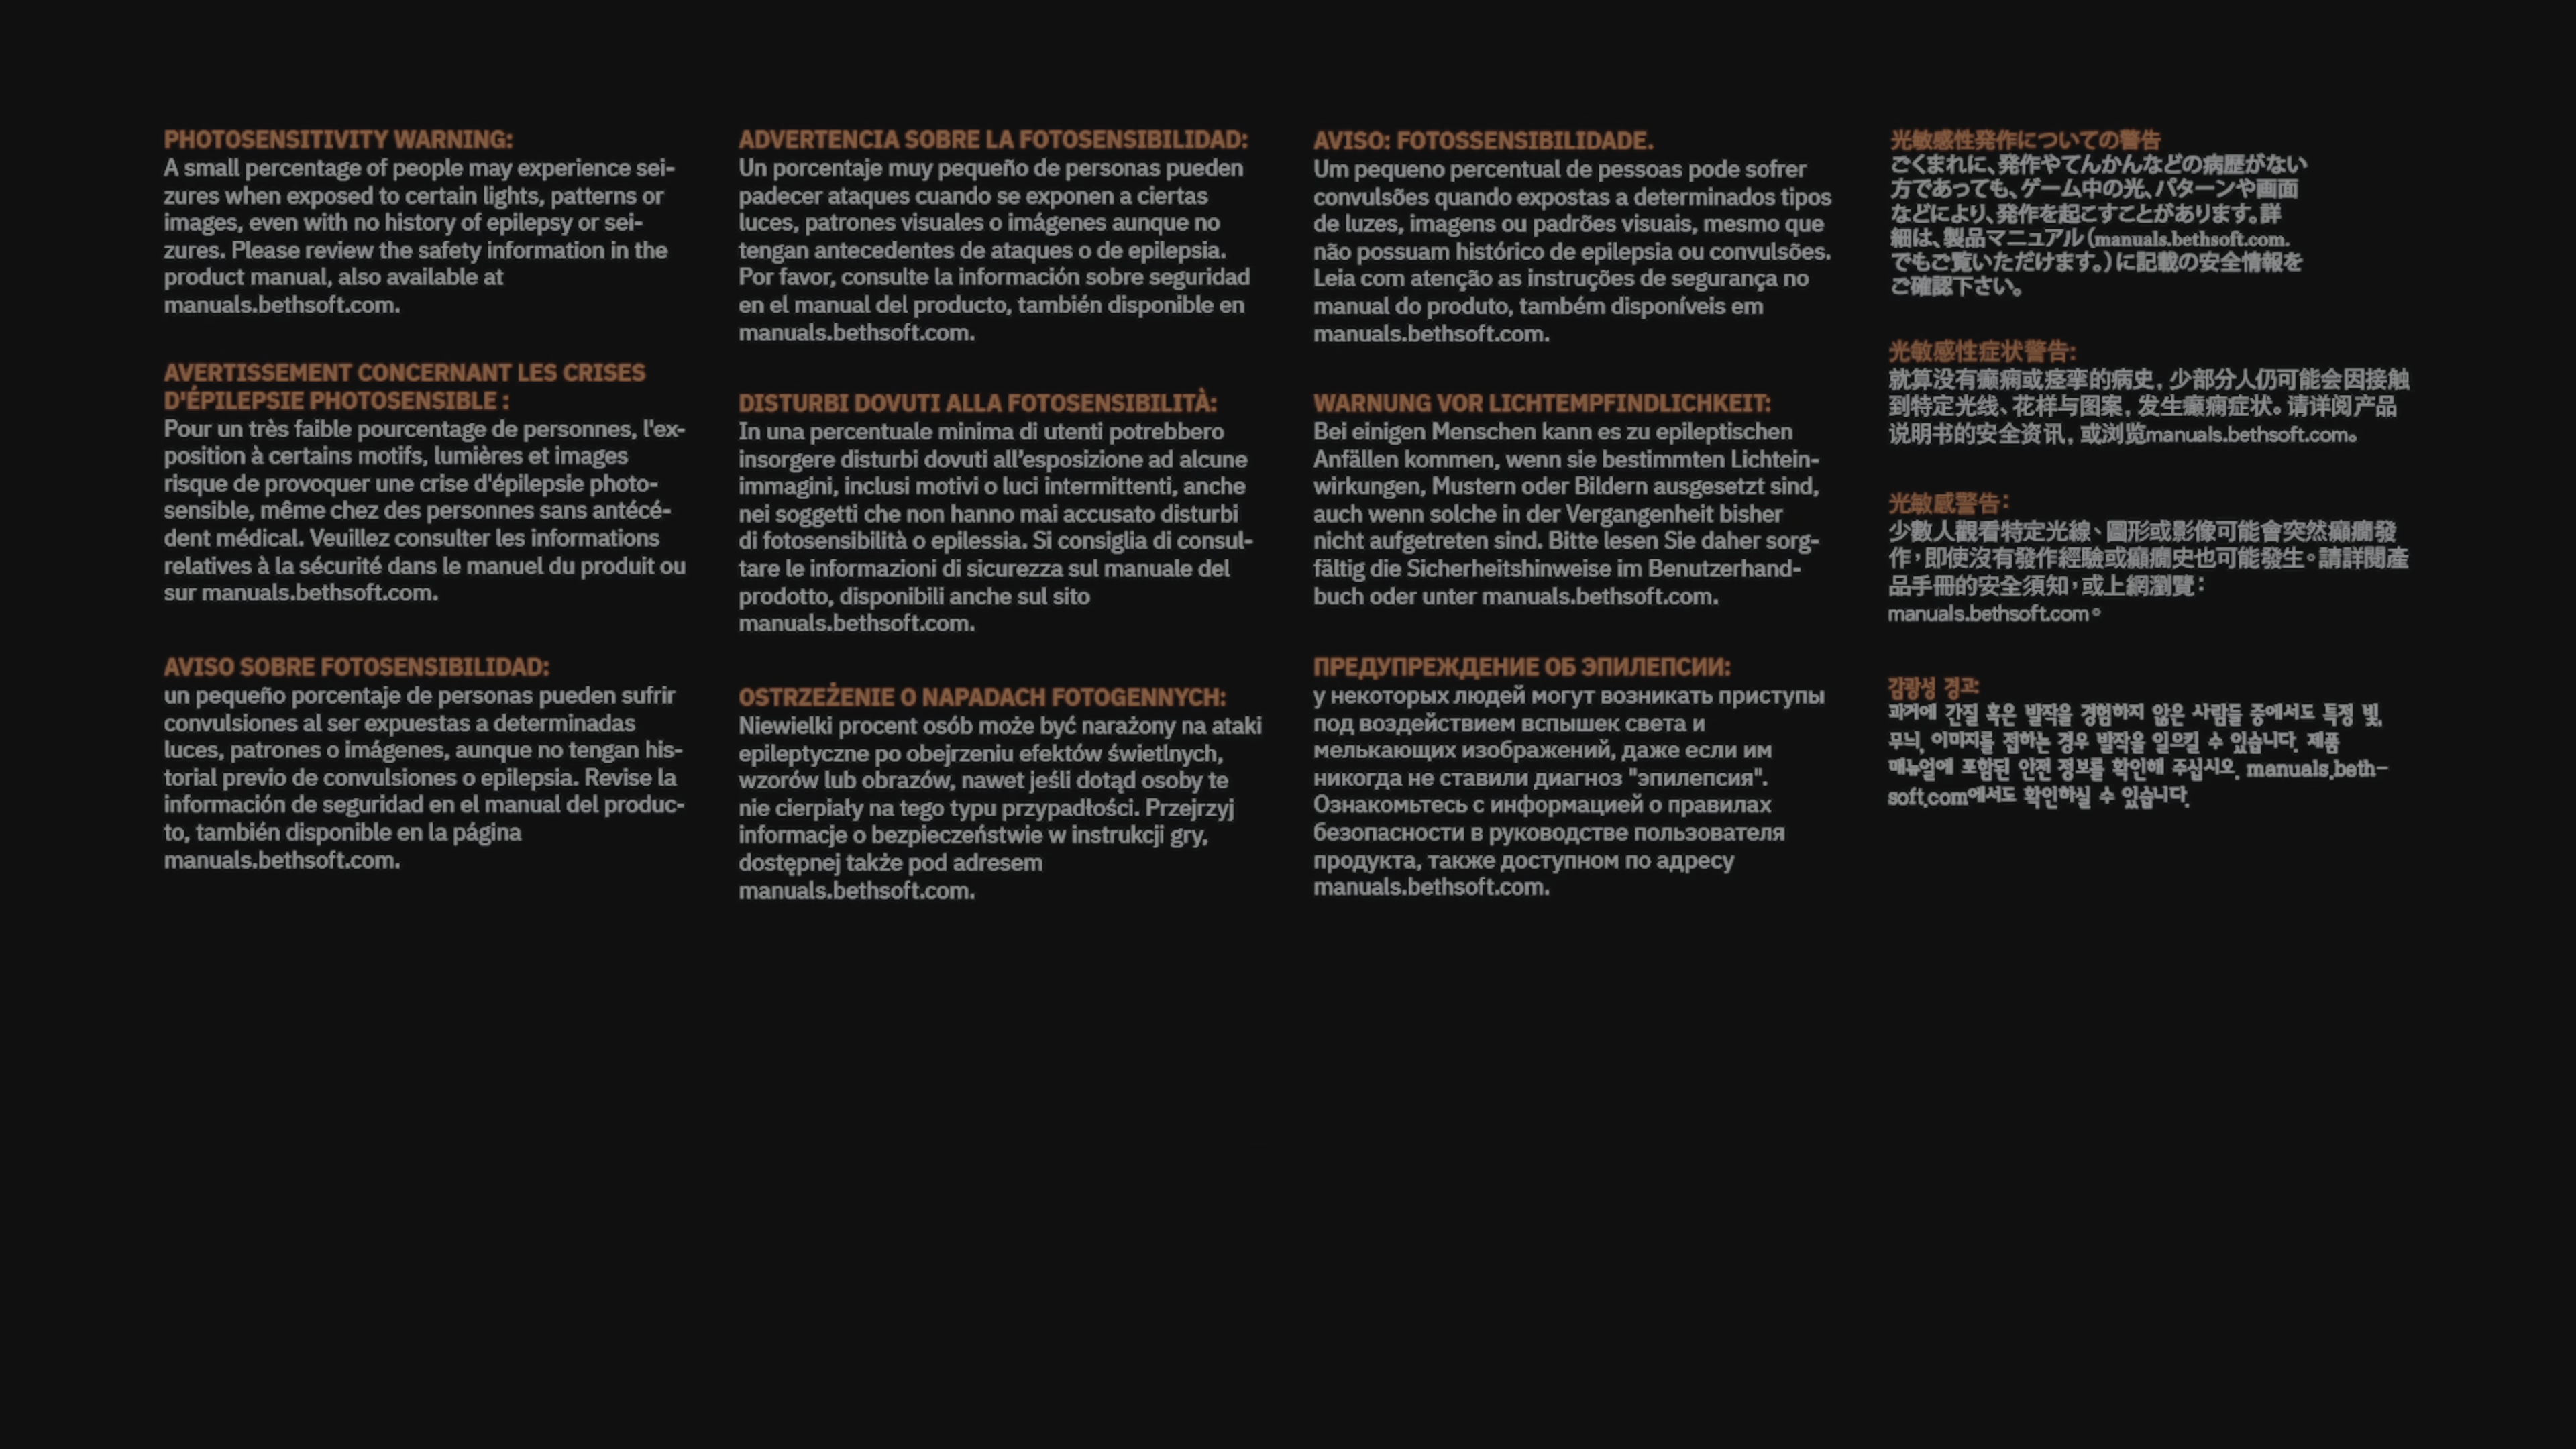 PHOTOSENSITIVITY WARNING:
A small percentage of people may experience sei-
zures when exposed to certain lights, patterns or
images, even with no history of epilepsy or sei-
zures. Please review the safety information in the
product manual, also available at
manuals.bethsoft.com.
AVERTISSEMENT CONCERNANT LES CRISES
D'ÉPILEPSIE PHOTOSENSIBLE :
Pour un très faible pourcentage de personnes, l'ex-
position à certains motifs, lumières et images
risque de provoquer une crise d'épilepsie photo-
sensible, même chez des personnes sans antécé-
dent médical. Veuillez consulter les informations
relatives à la sécurité dans le manuel du produit ou
sur manuals.bethsoft.com.
AVISO SOBRE FOTOSENSIBILIDAD:
un pequeño porcentaje de personas pueden sufrir
convulsiones al ser expuestas a determinadas
luces, patrones o imágenes, aunque no tengan his-
torial previo de convulsiones o epilepsia. Revise la
información de seguridad en el manual del produc-
to, también disponible en la página
manuals.bethsoft.com.
ADVERTENCIA SOBRE LA FOTOSENSIBILIDAD:
Un porcentaje muy pequeño de personas pueden
padecer ataques cuando se exponen a ciertas
luces, patrones visuales o imágenes aunque no
tengan antecedentes de ataques o de epilepsia.
Por favor, consulte la información sobre seguridad
en el manual del producto, también disponible en
manuals.bethsoft.com.
DISTURBI DOVUTI ALLA FOTOSENSIBILITÀ:
In una percentuale minima di utenti potrebbero
insorgere disturbi dovuti all’esposizione ad alcune
immagini, inclusi motivi o luci intermittenti, anche
nei soggetti che non hanno mai accusato disturbi
di fotosensibilità o epilessia. Si consiglia di consul-
tare le informazioni di sicurezza sul manuale del
prodotto, disponibili anche sul sito
manuals.bethsoft.com.
OSTRZEŻENIE O NAPADACH FOTOGENNYCH:
Niewielki procent osób może być narażony na ataki
epileptyczne po obejrzeniu efektów świetlnych,
wzorów lub obrazów, nawet jeśli dotąd osoby te
nie cierpiały na tego typu przypadłości. Przejrzyj
informacje o bezpieczeństwie w instrukcji gry,
dostępnej także pod adresem
manuals.bethsoft.com.
AVISO: FOTOSSENSIBILIDADE.
Um pequeno percentual de pessoas pode sofrer
convulsões quando expostas a determinados tipos
de luzes, imagens ou padrões visuais, mesmo que
não possuam histórico de epilepsia ou convulsões.
Leia com atenção as instruções de segurança no
manual do produto, também disponíveis em
manuals.bethsoft.com.
WARNUNG VOR LICHTEMPFINDLICHKEIT:
Bei einigen Menschen kann es zu epileptischen
Anfällen kommen, wenn sie bestimmten Lichtein-
wirkungen, Mustern oder Bildern ausgesetzt sind,
auch wenn solche in der Vergangenheit bisher
nicht aufgetreten sind. Bitte lesen Sie daher sorg-
fältig die Sicherheitshinweise im Benutzerhand-
buch oder unter manuals.bethsoft.com.
ПРЕДУПРЕЖДЕНИЕ ОБ ЭПИЛЕПСИИ:
у некоторых людей могут возникать приступы
под воздействием вспышек света и
мелькающих изображений, даже если им
никогда не ставили диагноз "эпилепсия".
Ознакомьтесь с информацией о правилах
безопасности в руководстве пользователя
продукта, также доступном по адресу
manuals.bethsoft.com.
光敏感性発作についての警告
ごくまれに、発作やてんかんなどの病歴がない
方であっても、ゲーム中の光、パターンや画面
などにより、発作を起こすことがあります。詳
細は、製品マニュアル（manuals.bethsoft.com.
でもご覧いただけます。）に記載の安全情報を
ご確認下さい。
光敏感性症状警告:
就算没有癫痫或痉挛的病史，少部分人仍可能会因接触
到特定光线、花样与图案，发生癫痫症状。请详阅产品
说明书的安全资讯，或浏览manuals.bethsoft.com。
光敏感警告：
少數人觀看特定光線、圖形或影像可能會突然癲癇發
作，即使沒有發作經驗或癲癇史也可能發生。請詳閱產
品手冊的安全須知，或上網瀏覽：
manuals.bethsoft.com。
감광성 경고:
과거에 간질 혹은 발작을 경험하지 않은 사람들 중에서도 특정 빛,
무늬, 이미지를 접하는 경우 발작을 일으킬 수 있습니다. 제품
매뉴얼에 포함된 안전 정보를 확인해 주십시오. manuals.beth-
soft.com에서도 확인하실 수 있습니다.